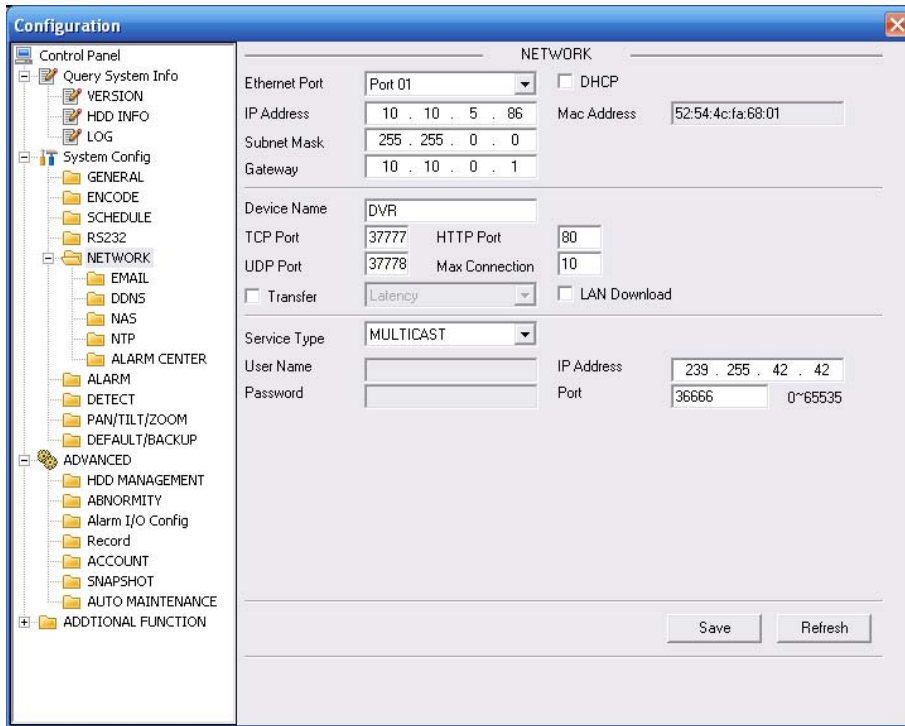 Configuration
Control Panel
Query System Info
VERSION
HDD INFO
LOG
System Config
GENERAL
ENCODE
SCHEDULE
RS232
NETWORK
EMAIL
DDNS
NAS
NTP
ALARM CENTER
ALARM
DETECT
PAN/TILT/ZOOM
DEFAULT/BACKUP
ADVANCED
HDD MANAGEMENT
ABNORMITY
Alarm I/O Config
Record
ACCOUNT
SNAPSHOT
AUTO MAINTENANCE
ADDTIONAL FUNCTION
NETWORK
Ethernet Port Port 01 DHCP
IP Address 10 . 10 . 5 . 86 Mac Address 52:54:4c:fa:68:01
Subnet Mask 255 . 255 . 0 . 0
Gateway 10 . 10 . 0 . 1
Device Name DVR
TCP Port 37777 HTTP Port 80
UDP Port 37778 Max Connection 10
Transfer Latency LAN Download
Service Type MULTICAST
User Name IP Address 239 . 255 . 42 . 42
Password Port 36666 0~65535
Save Refresh